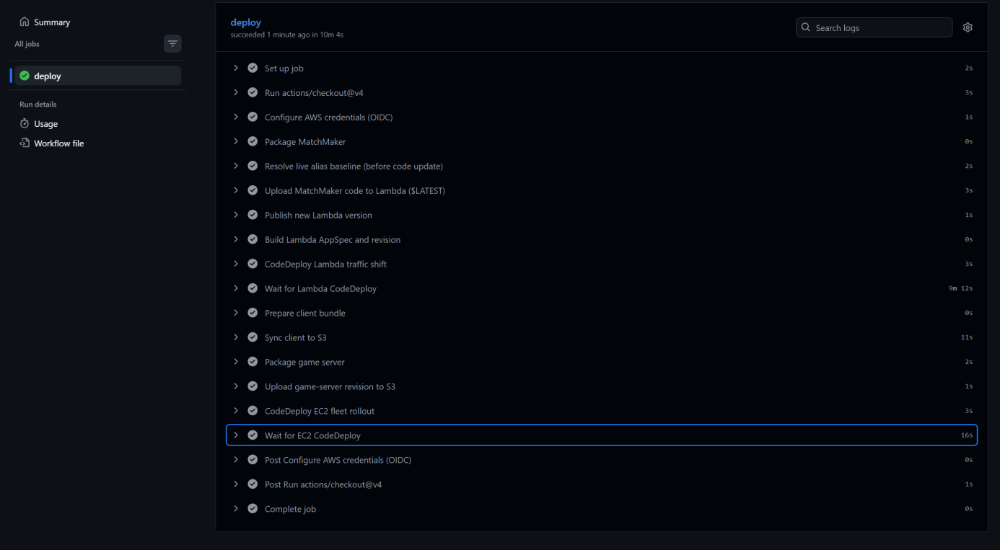 Summary
All jobs
deploy
Run details
Usage
Workflow file
deploy
succeeded 1 minute ago in 10m 4s
Search logs
Set up job 2s
Run actions/checkout@v4 3s
Configure AWS credentials (OIDC) 1s
Package MatchMaker 0s
Resolve live alias baseline (before code update) 2s
Upload MatchMaker code to Lambda ($LATEST) 3s
Publish new Lambda version 1s
Build Lambda AppSpec and revision 0s
CodeDeploy Lambda traffic shift 3s
Wait for Lambda CodeDeploy 9m 12s
Prepare client bundle 0s
Sync client to S3 11s
Package game server 2s
Upload game-server revision to S3 1s
CodeDeploy EC2 fleet rollout 3s
Wait for EC2 CodeDeploy 16s
Post Configure AWS credentials (OIDC) 0s
Post Run actions/checkout@v4 1s
Complete job 0s